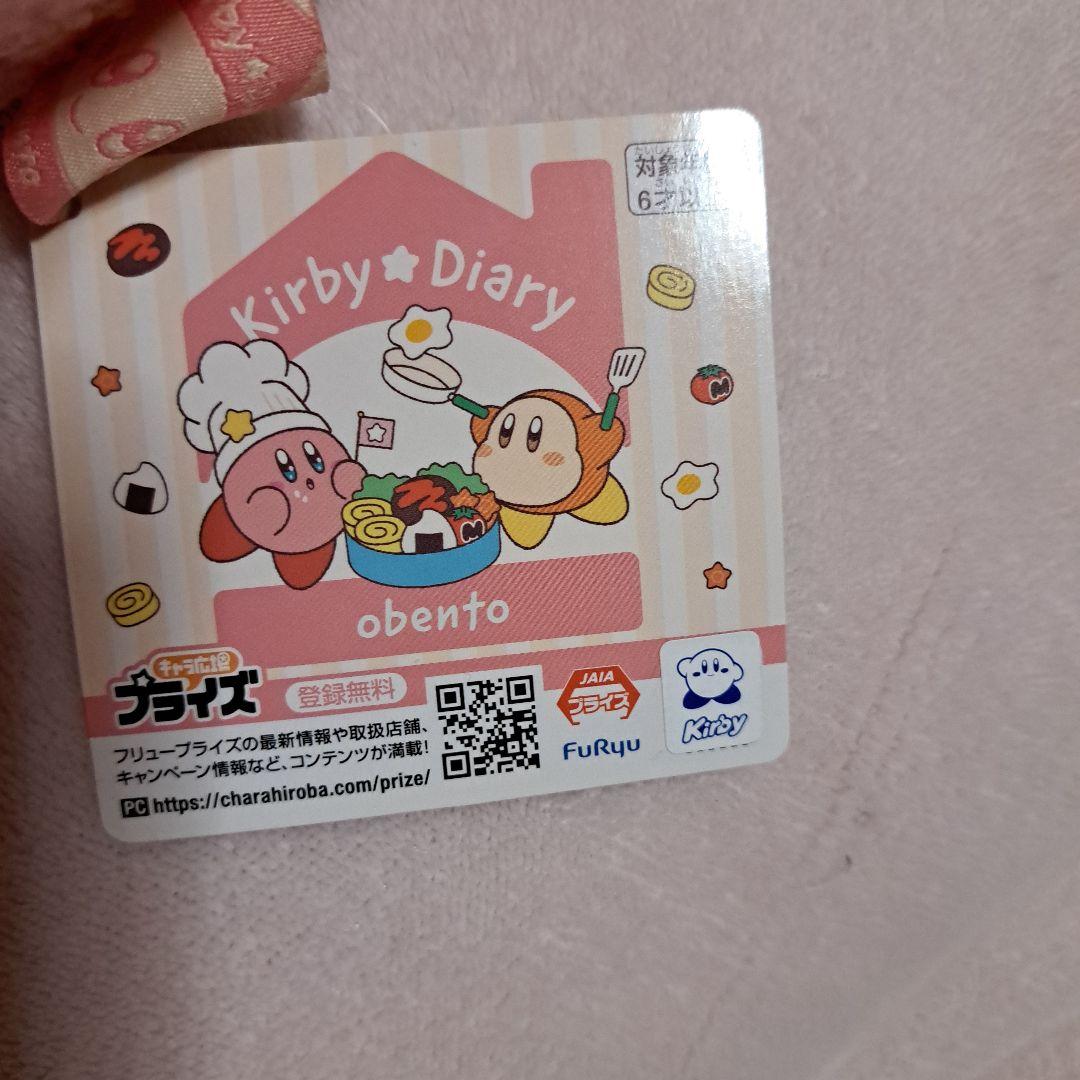 対象年
6才以
Kirby★Diary
obento
キャラ広場
プライズ
登録無料
フリュープライズの最新情報や取扱店舗、
キャンペーン情報など、コンテンツが満載!
PC https://charahiroba.com/prize/
JAIA
プライズ
FuRyu
Kirby